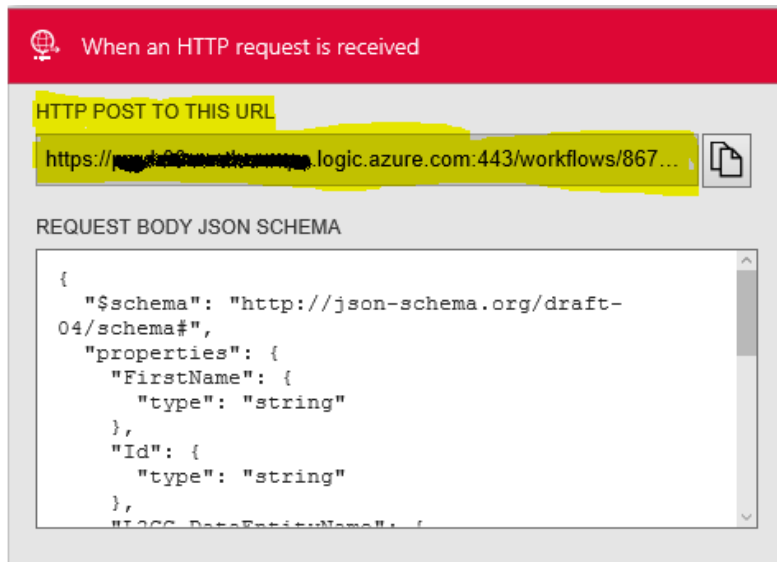 When an HTTP request is received
HTTP POST TO THIS URL
https:// .logic.azure.com:443/workflows/867...
REQUEST BODY JSON SCHEMA
{
"$schema": "http://json-schema.org/draft-
04/schema#",
"properties": {
"FirstName": {
"type": "string"
},
"Id": {
"type": "string"
},